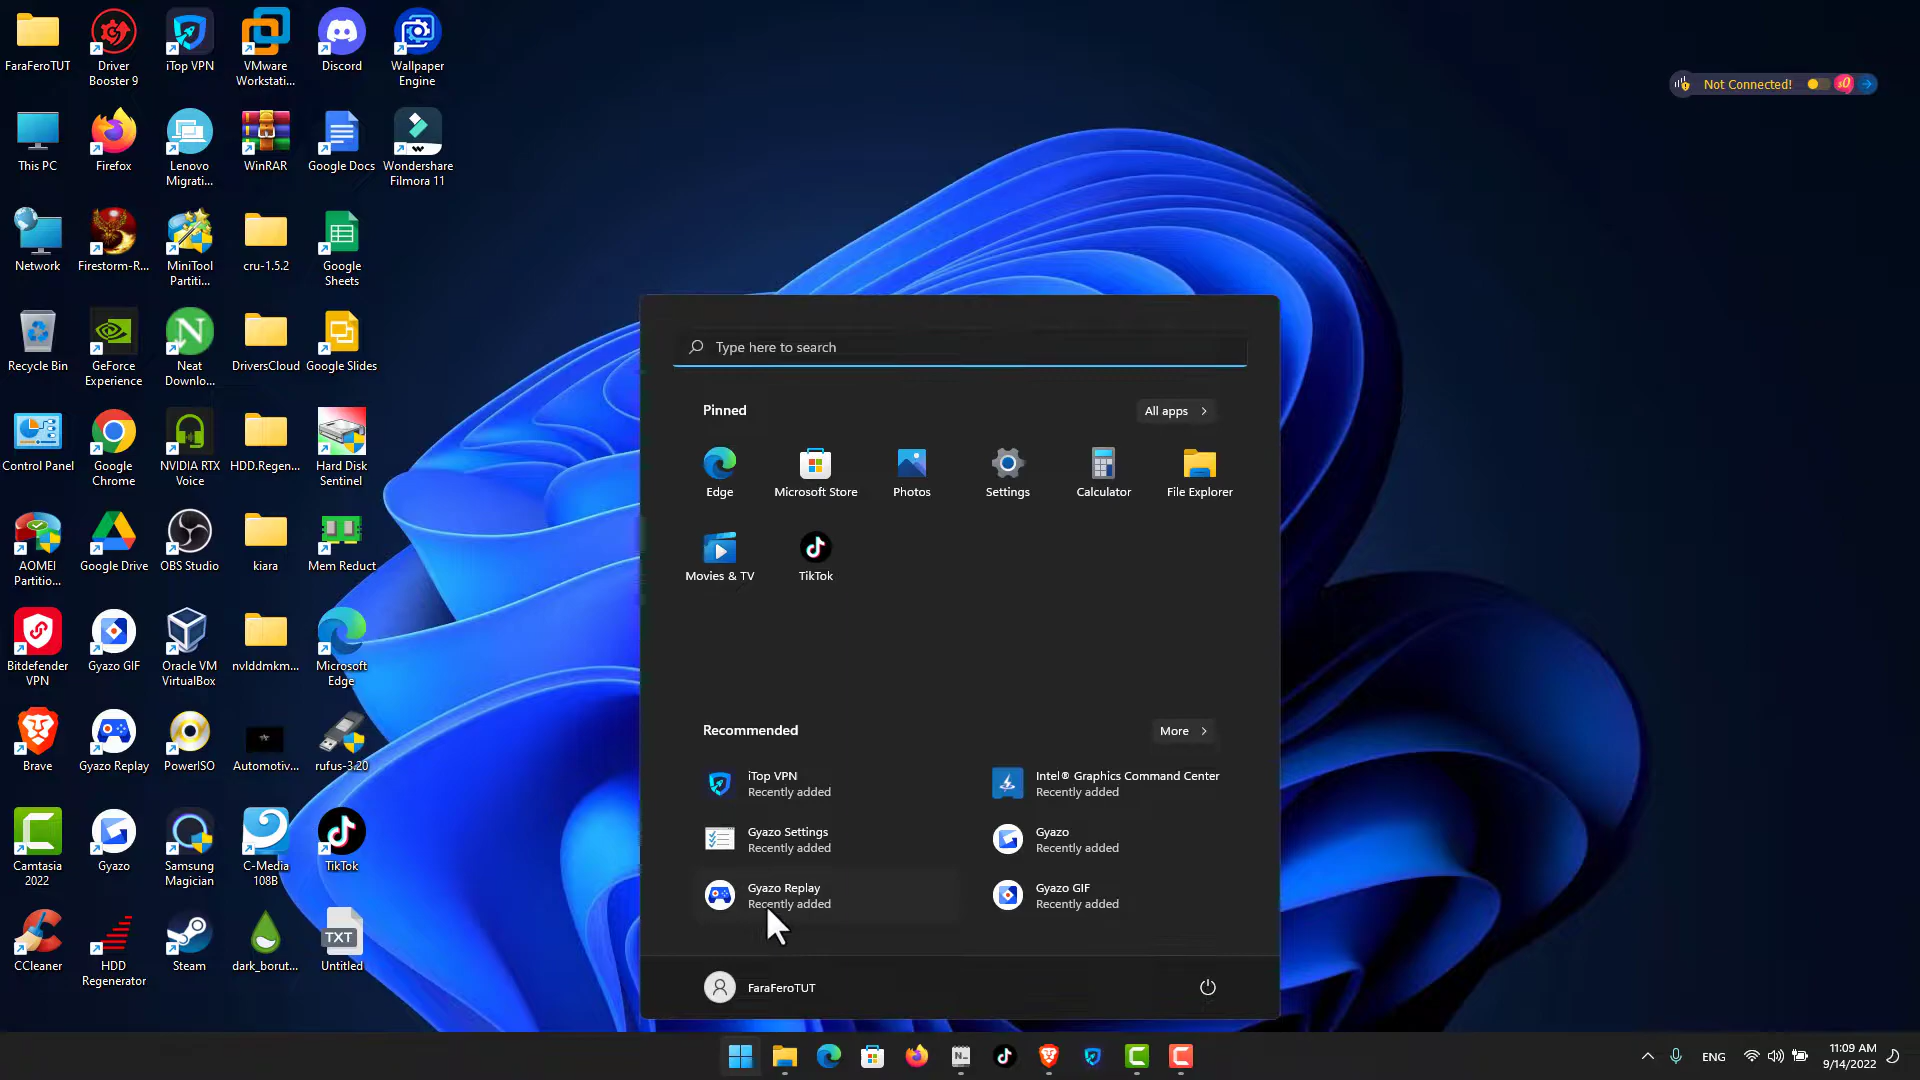 FaraFeroTUT
Driver
Booster 9
iTop VPN
VMware
Workstati...
Discord
Wallpaper
Engine
Not Connected!
This PC
Firefox
Lenovo
Migrati...
WinRAR
Google Docs
Wondershare
Filmora 11
Network
Firestorm-R...
MiniTool
Partiti...
cru-1.5.2
Google
Sheets
Recycle Bin
GeForce
Experience
Neat
Downlo...
DriversCloud
Google Slides
Control Panel
Google
Chrome
NVIDIA RTX
Voice
HDD.Regen...
Hard Disk
Sentinel
AOMEI
Partitio...
Google Drive
OBS Studio
kiara
Mem Reduct
Bitdefender
VPN
Gyazo GIF
Oracle VM
VirtualBox
nvlddmkm...
Microsoft
Edge
Brave
Gyazo Replay
PowerISO
Automotiv...
rufus-3.20
Camtasia
2022
Gyazo
Samsung
Magician
C-Media
108B
TikTok
CCleaner
HDD
Regenerator
Steam
dark_borut...
TXT
Untitled
Type here to search
Pinned
All apps
Edge
Microsoft Store
Photos
Settings
Calculator
File Explorer
Movies & TV
TikTok
Recommended
More
iTop VPN
Recently added
Intel® Graphics Command Center
Recently added
Gyazo Settings
Recently added
Gyazo
Recently added
Gyazo Replay
Recently added
Gyazo GIF
Recently added
FaraFeroTUT
ENG
11:09 AM
9/14/2022